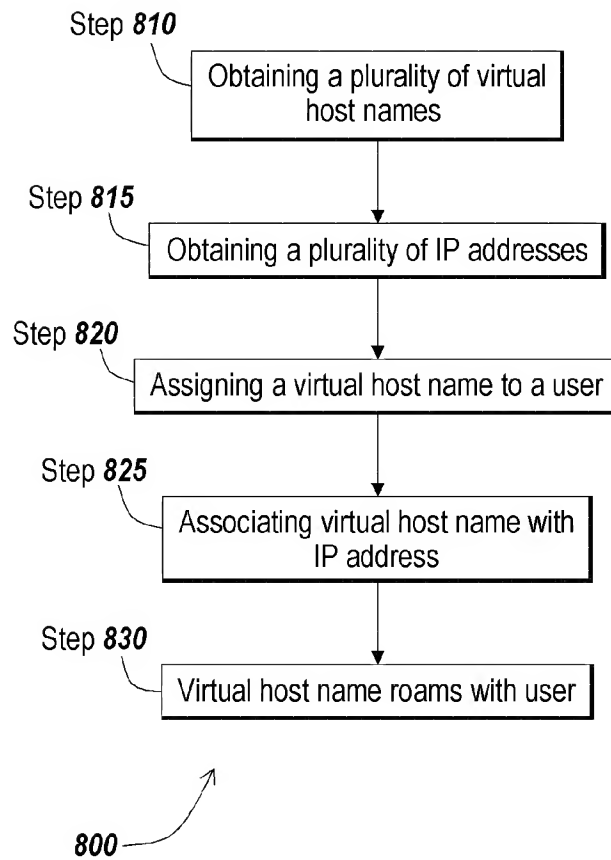 Step 810
Obtaining a plurality of virtual
host names
Step 815
Obtaining a plurality of IP addresses
Step 820
Assigning a virtual host name to a user
Step 825
Associating virtual host name with
IP address
Step 830
Virtual host name roams with user
800